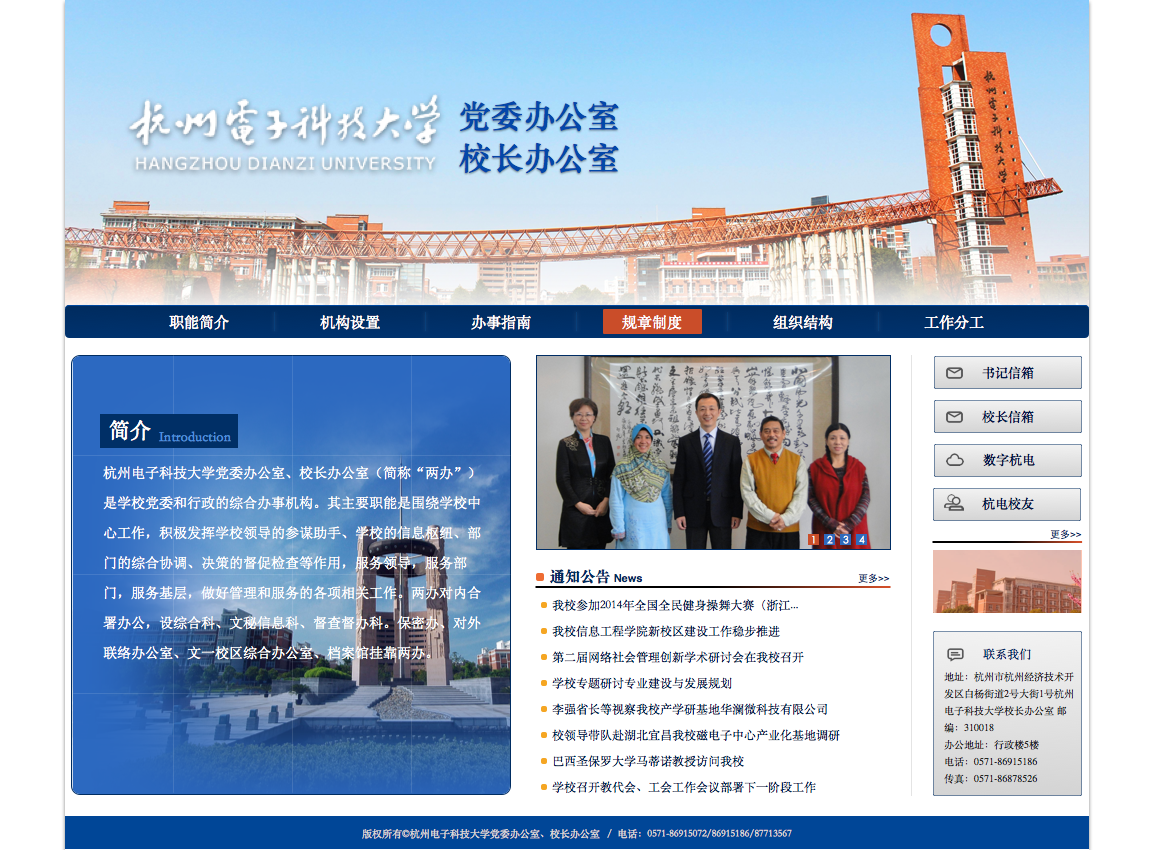 杭州電子科技大学
HANGZHOU DIANZI UNIVERSITY
党委办公室
校长办公室
杭州電子科技大学
职能简介
机构设置
办事指南
规章制度
组织结构
工作分工
简介 Introduction
杭州电子科技大学党委办公室、校长办公室（简称“两办”）
是学校党委和行政的综合办事机构。其主要职能是围绕学校中
心工作，积极发挥学校领导的参谋助手、学校的信息枢纽、部
门的综合协调、决策的督促检查等作用，服务领导，服务部
门，服务基层，做好管理和服务的各项相关工作。两办对内合
署办公，设综合科、文秘信息科、督查督办科。保密办、对外
联络办公室、文一校区综合办公室、档案馆挂靠两办。
1 2 3 4
通知公告 News 更多>>
我校参加2014年全国全民健身操舞大赛（浙江...
我校信息工程学院新校区建设工作稳步推进
第二届网络社会管理创新学术研讨会在我校召开
学校专题研讨专业建设与发展规划
李强省长等视察我校产学研基地华澜微科技有限公司
校领导带队赴湖北宜昌我校磁电子中心产业化基地调研
巴西圣保罗大学马蒂诺教授访问我校
学校召开教代会、工会工作会议部署下一阶段工作
书记信箱
校长信箱
数字杭电
杭电校友
更多>>
联系我们
地址：杭州市杭州经济技术开
发区白杨街道2号大街1号杭州
电子科技大学校长办公室 邮
编：310018
办公地址：行政楼5楼
电话：0571-86915186
传真：0571-86878526
版权所有©杭州电子科技大学党委办公室、校长办公室 / 电话：0571-86915072/86915186/87713567